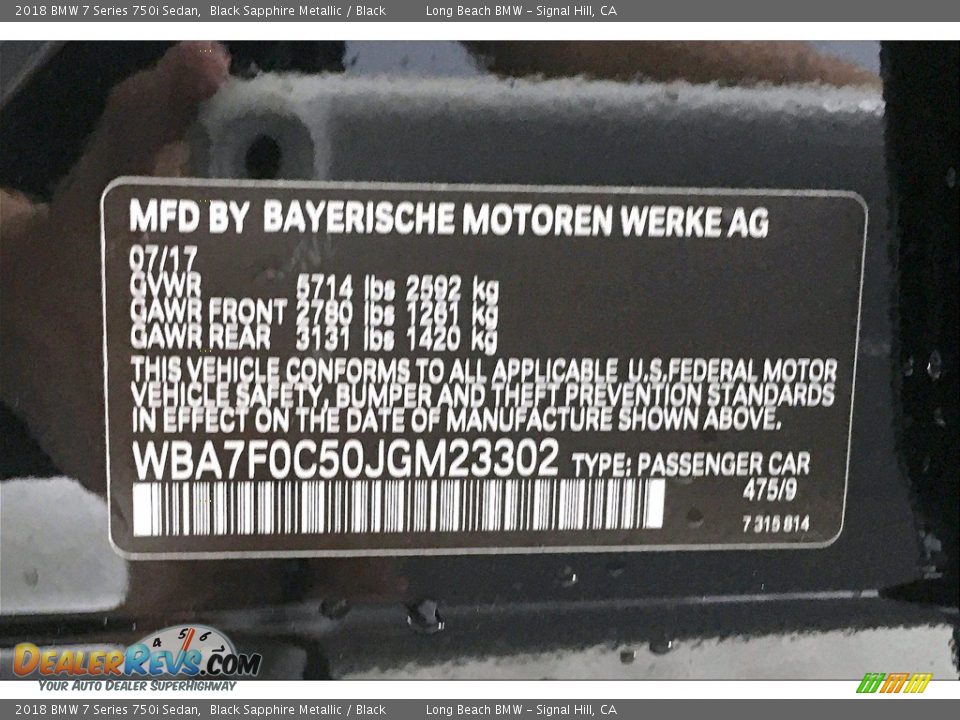 2018 BMW 7 Series 750i Sedan, Black Sapphire Metallic / Black Long Beach BMW - Signal Hill, CA
MFD BY BAYERISCHE MOTOREN WERKE AG
07/17
GVWR 5714 lbs 2592 kg
GAWR FRONT 2780 lbs 1261 kg
GAWR REAR 3131 lbs 1420 kg
THIS VEHICLE CONFORMS TO ALL APPLICABLE U.S.FEDERAL MOTOR
VEHICLE SAFETY, BUMPER AND THEFT PREVENTION STANDARDS
IN EFFECT ON THE DATE OF MANUFACTURE SHOWN ABOVE.
WBA7F0C50JGM23302 TYPE: PASSENGER CAR
475/9
7 316 814
4 5 6
DEALERREVS.COM
YOUR AUTO DEALER SUPERHIGHWAY
2018 BMW 7 Series 750i Sedan, Black Sapphire Metallic / Black Long Beach BMW - Signal Hill, CA